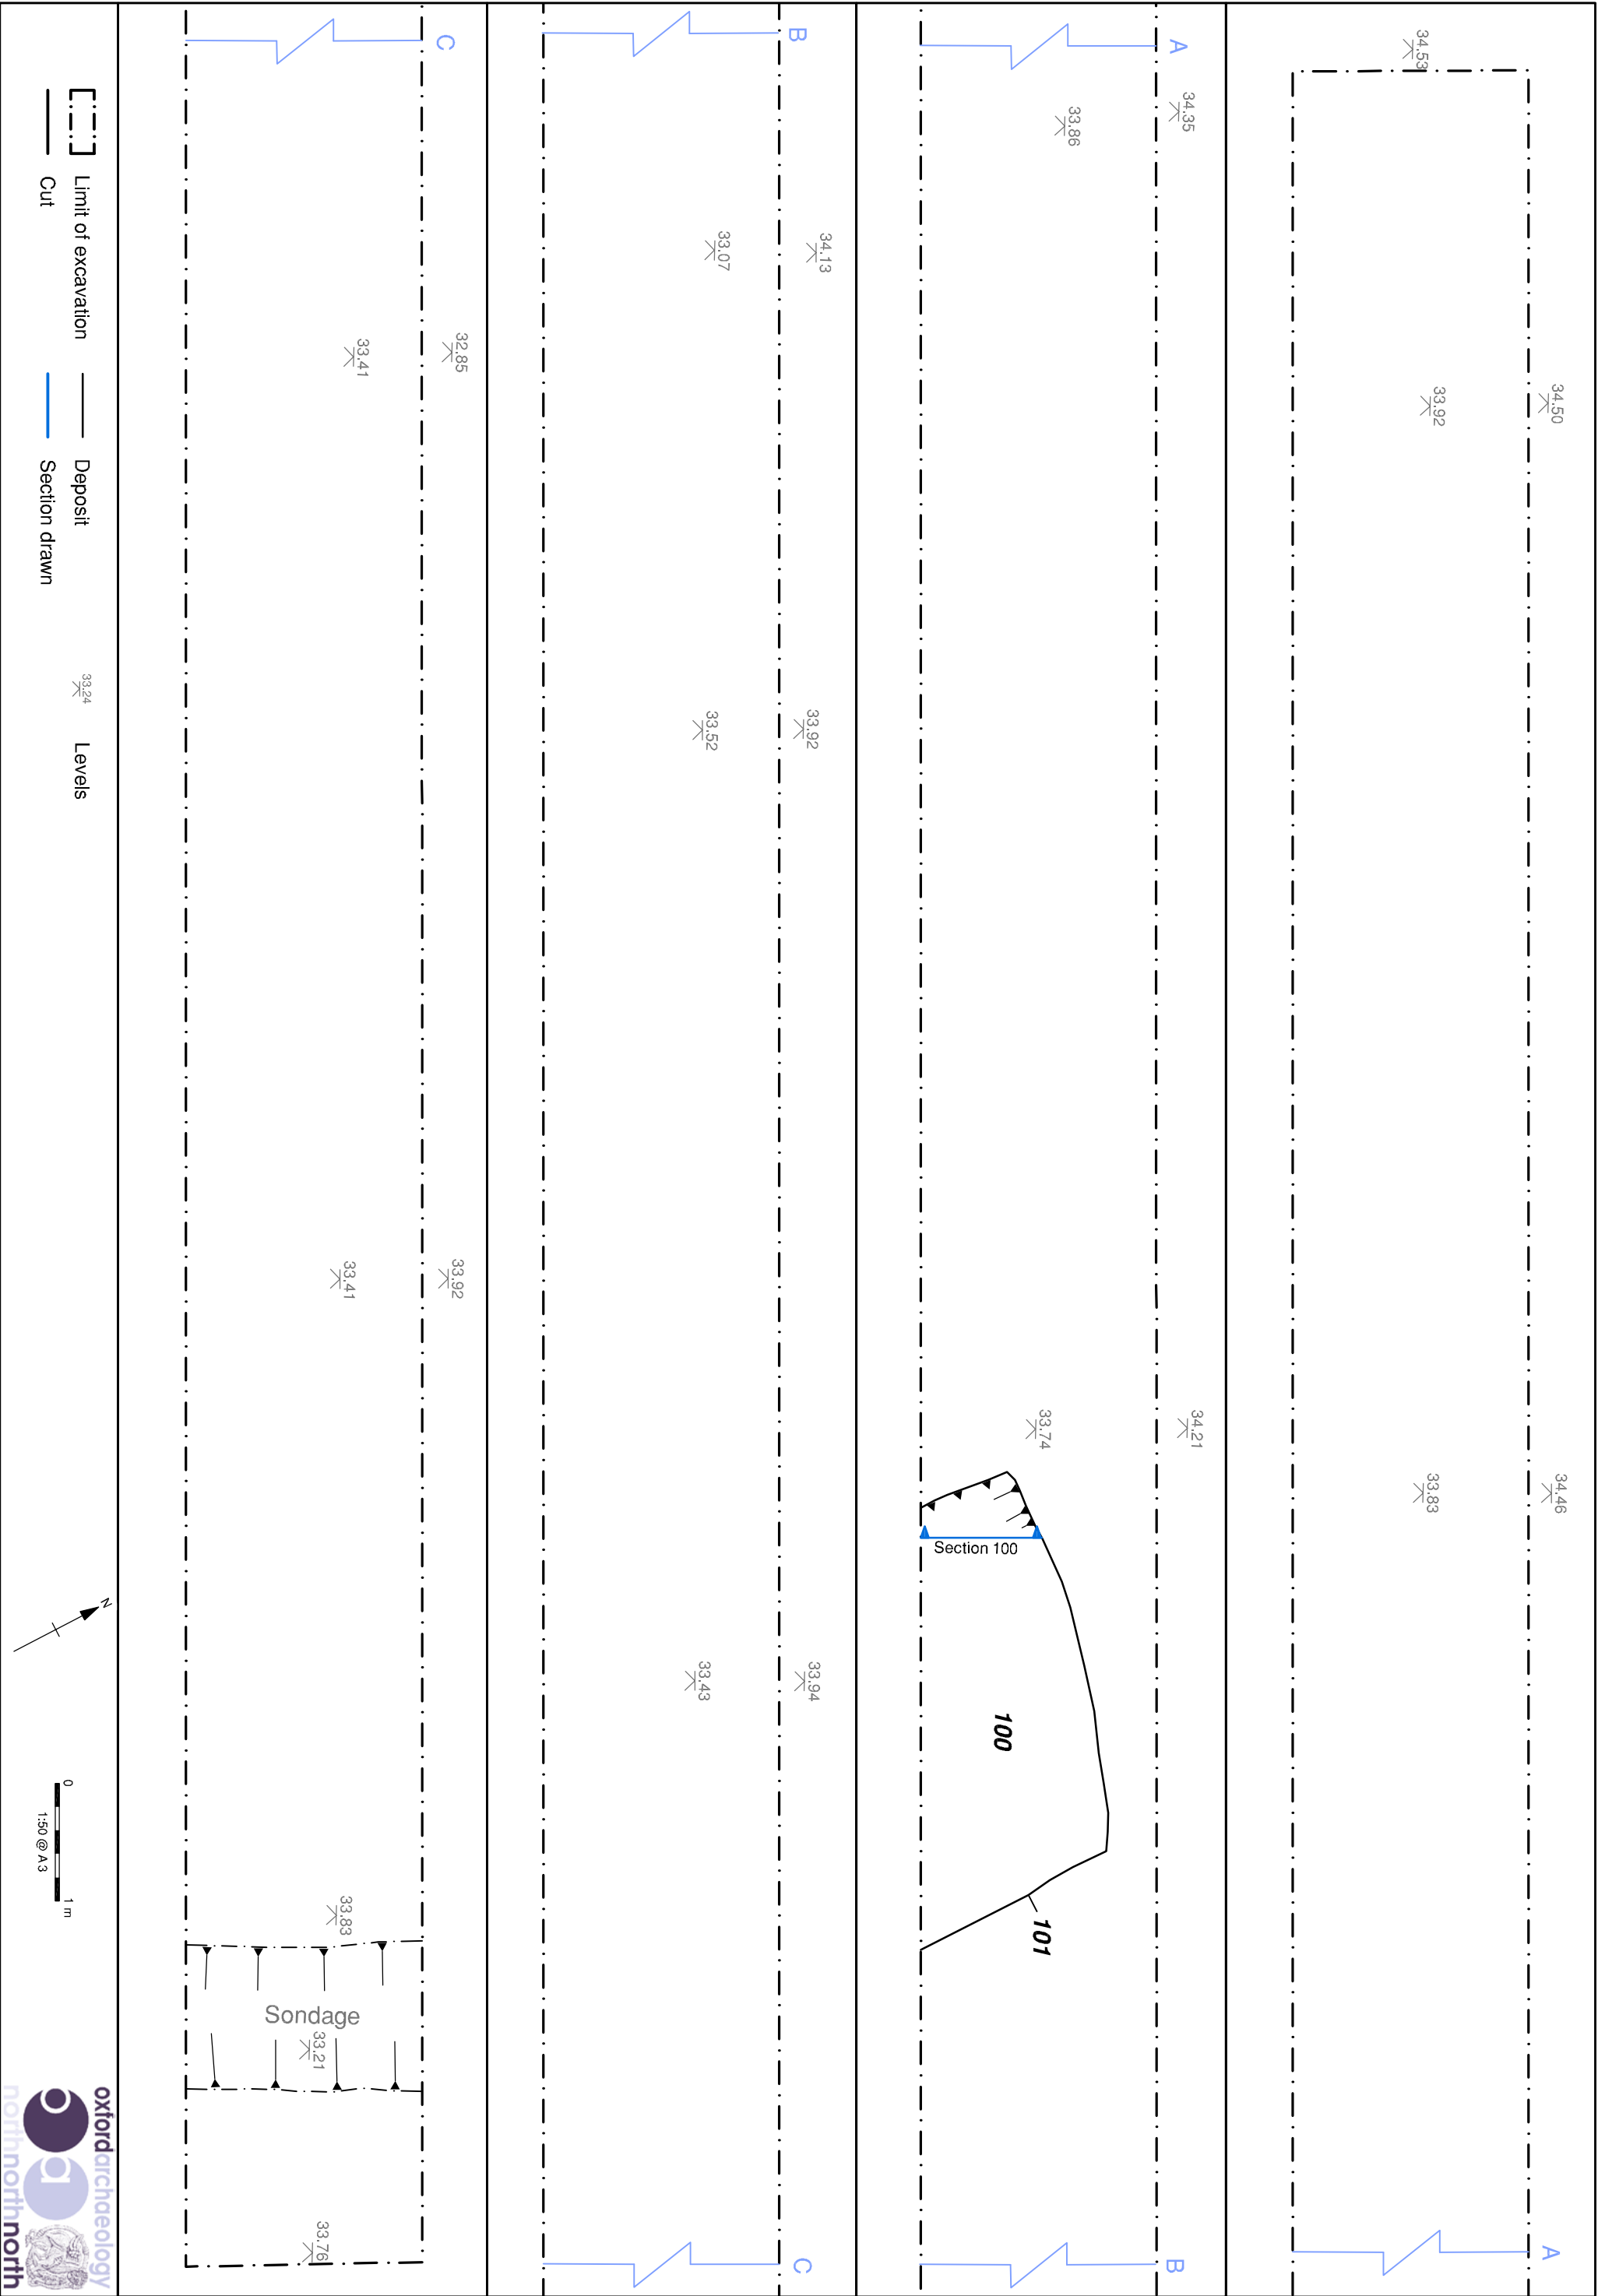 34.53
34.50
33.92
34.46
33.83
A
A
34.35
33.86
34.21
33.74
Section 100
100
101
B
B
34.13
33.07
33.92
33.52
33.94
33.43
C
C
32.85
33.41
33.92
33.41
33.83
Sondage
33.21
33.76
Limit of excavation
Deposit
33.24
Levels
Cut
Section drawn
N
0
1 m
1:50 @ A3
oxfordarchaeology
northnorthnorth